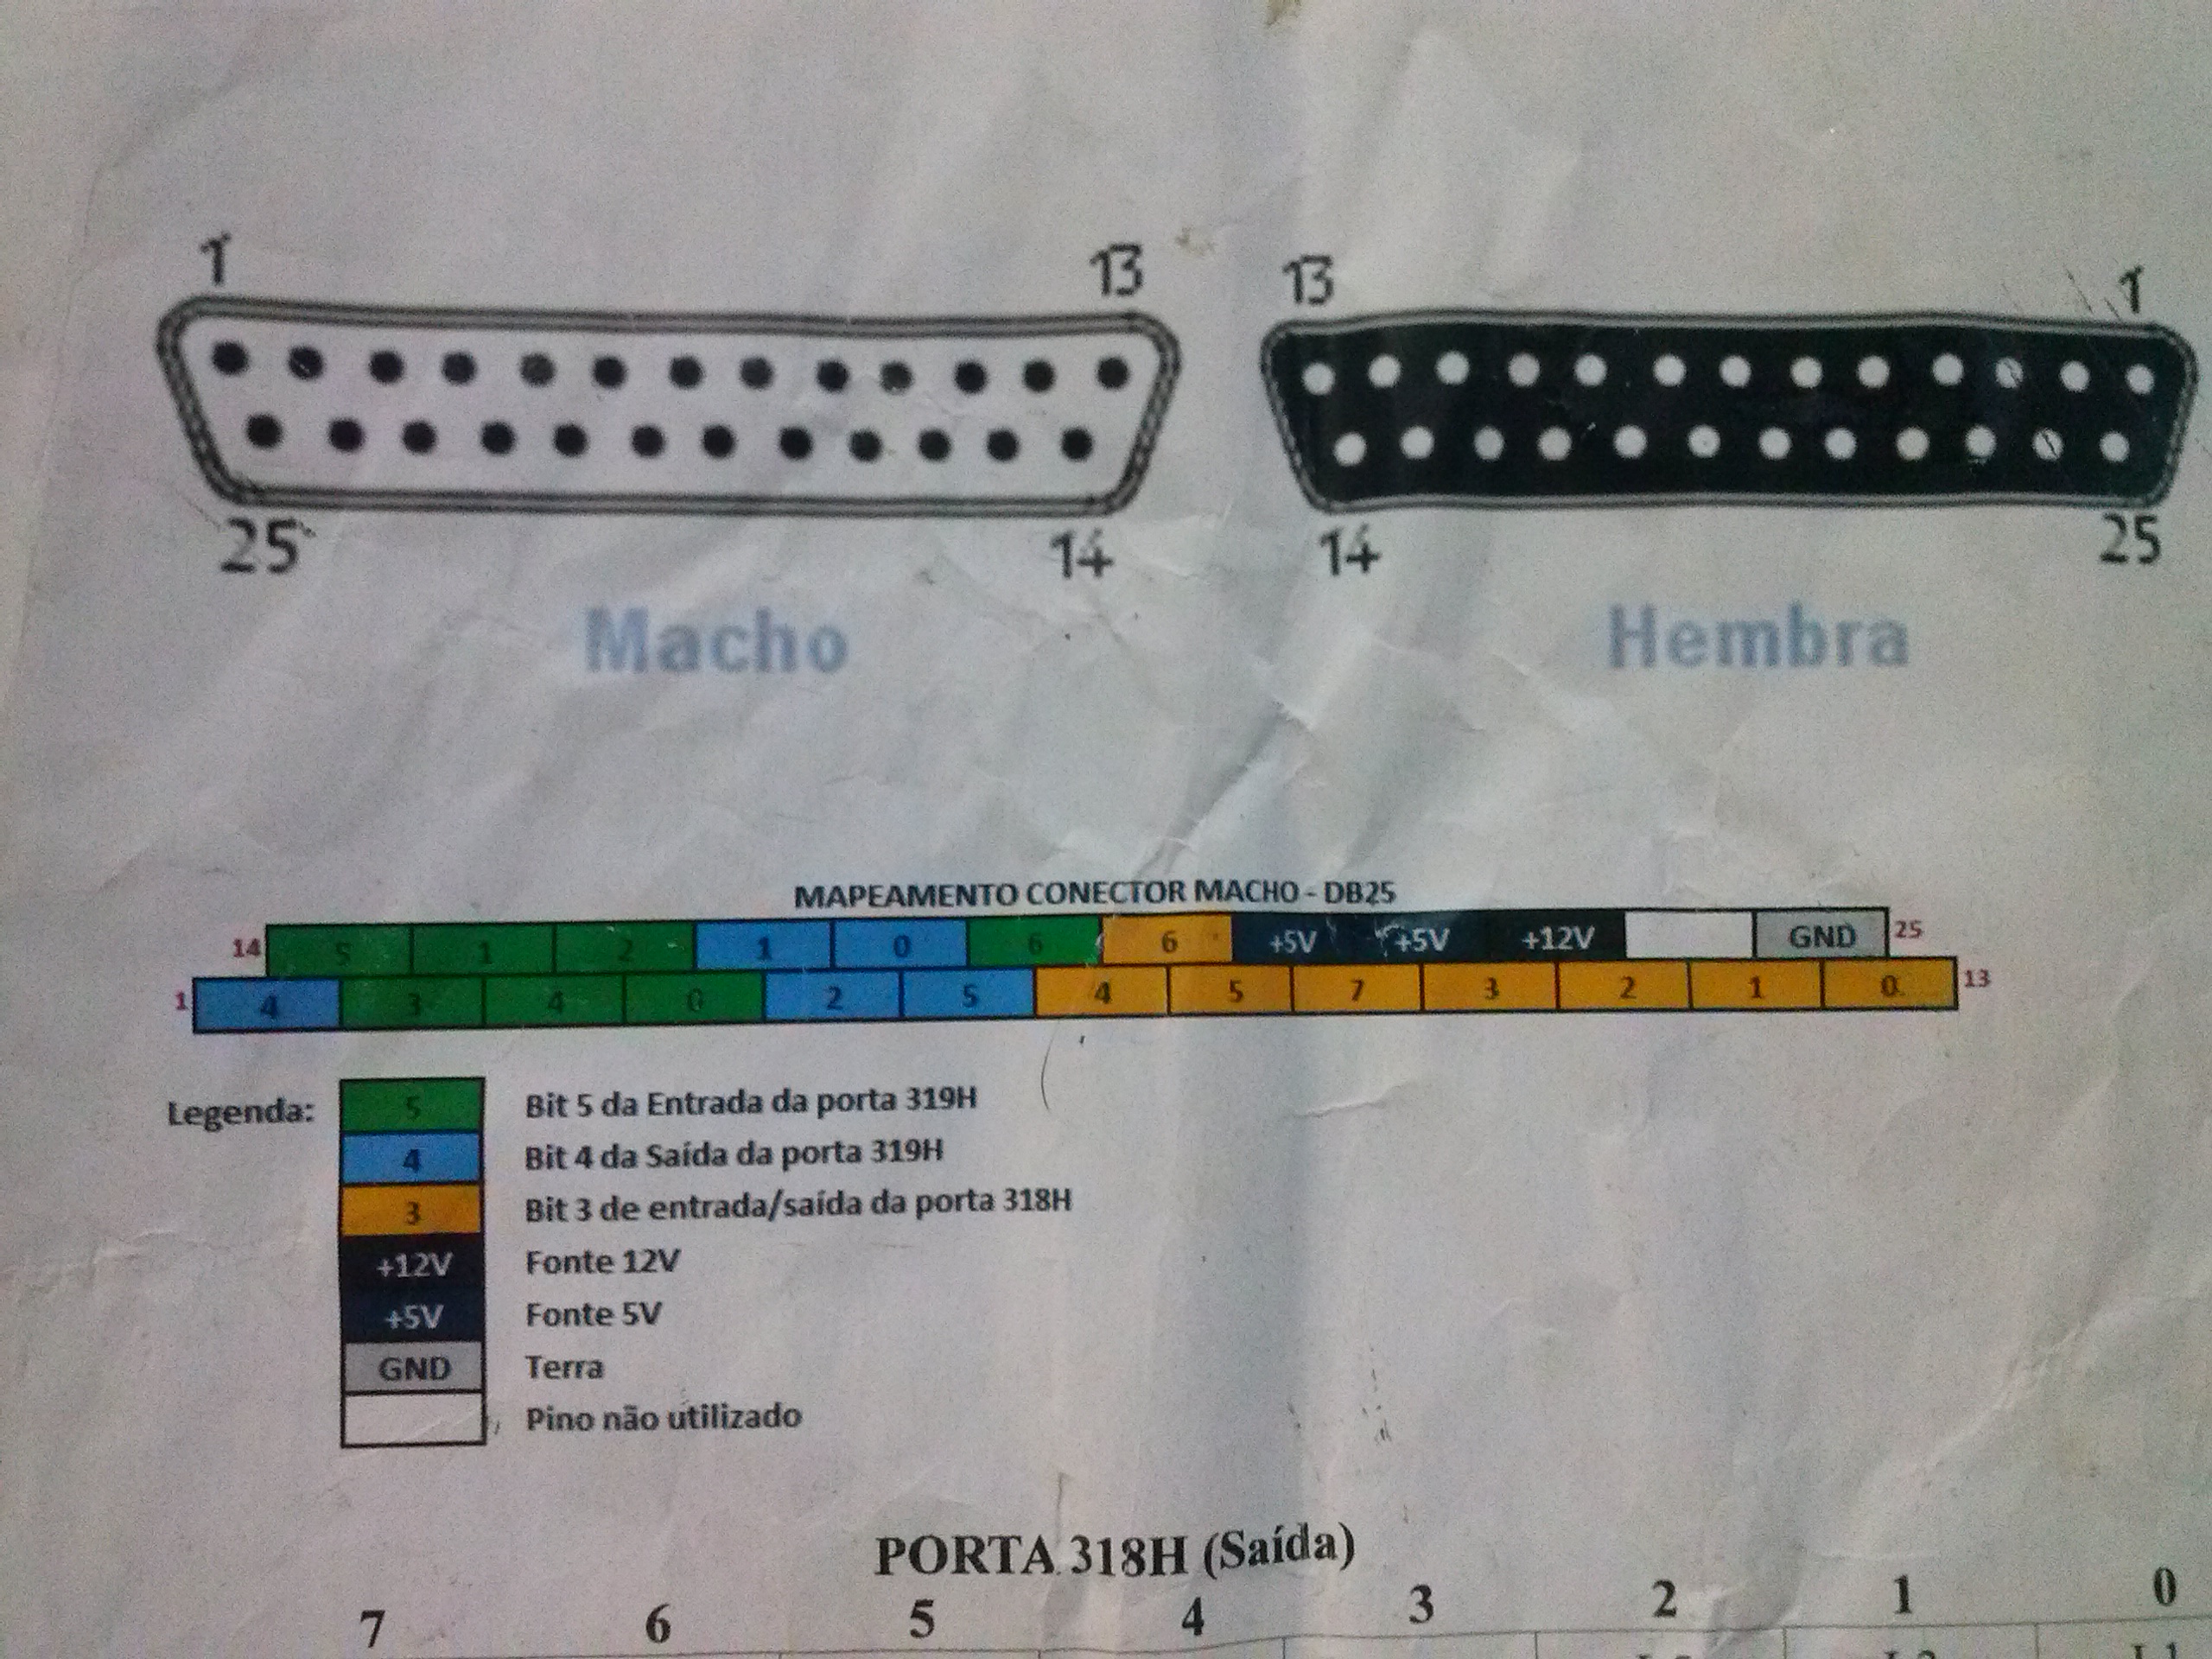 1 13 13 1
25 14 14 25
Macho Hembra
MAPEAMENTO CONECTOR MACHO - DB25
14 5 1 2 1 0 6 6 +5V +5V +12V GND 25
1 4 3 4 0 2 5 4 5 7 3 2 1 0 13
Legenda: 5 Bit 5 da Entrada da porta 319H
4 Bit 4 da Saída da porta 319H
3 Bit 3 de entrada/saída da porta 318H
+12V Fonte 12V
+5V Fonte 5V
GND Terra
Pino não utilizado
PORTA 318H (Saída)
7 6 5 4 3 2 1 0